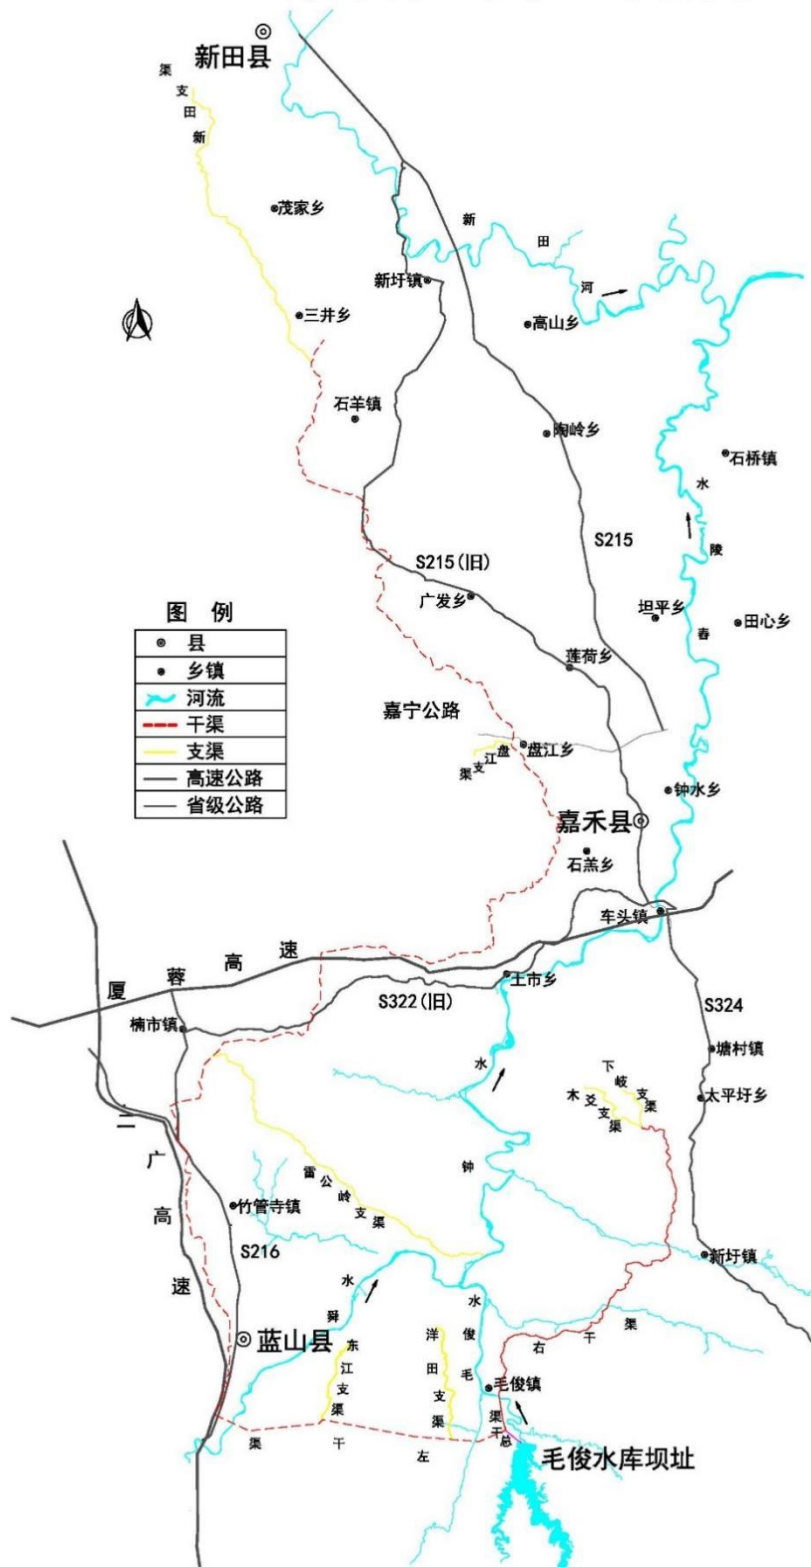 新田县
新田支渠
茂家乡
新田河
新圩镇
三井乡
高山乡
石羊镇
陶岭乡
石桥镇
舂陵水
S215
S215(旧)
广发乡
坦平乡
田心乡
图 例
县
乡镇
河流
干渠
支渠
高速公路
省级公路
莲荷乡
嘉宁公路
盘江乡
盘江支渠
钟水乡
嘉禾县
石羔乡
车头镇
厦蓉高速
土市乡
S322(旧)
楠市镇
S324
塘村镇
钟水
下岐支渠
木爻支渠
太平圩乡
二广高速
雷公岭支渠
竹管寺镇
S216
新圩镇
舜水
毛俊水
蓝山县
东江支渠
洋田支渠
右干渠
毛俊镇
总干渠
左干渠
毛俊水库坝址